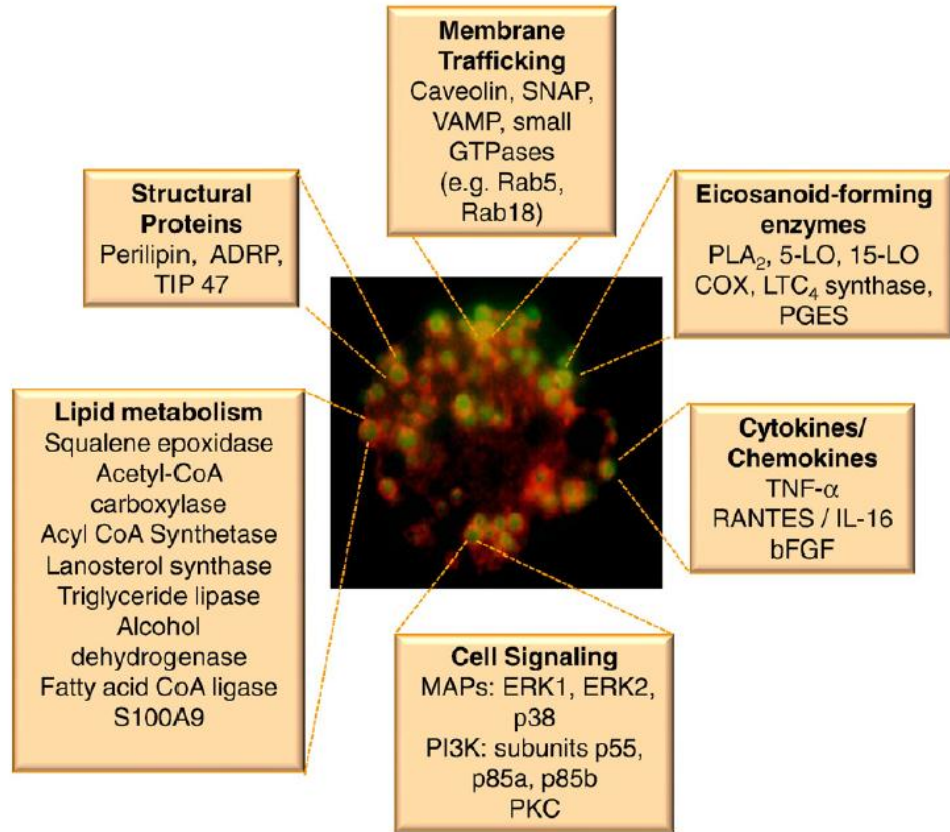 Membrane
Trafficking
Caveolin, SNAP,
VAMP, small
GTPases
(e.g. Rab5,
Rab18)
Structural
Proteins
Perilipin, ADRP,
TIP 47
Eicosanoid-forming
enzymes
PLA₂, 5-LO, 15-LO
COX, LTC₄ synthase,
PGES
Lipid metabolism
Squalene epoxidase
Acetyl-CoA
carboxylase
Acyl CoA Synthetase
Lanosterol synthase
Triglyceride lipase
Alcohol
dehydrogenase
Fatty acid CoA ligase
S100A9
Cytokines/
Chemokines
TNF-α
RANTES / IL-16
bFGF
Cell Signaling
MAPs: ERK1, ERK2,
p38
PI3K: subunits p55,
p85a, p85b
PKC